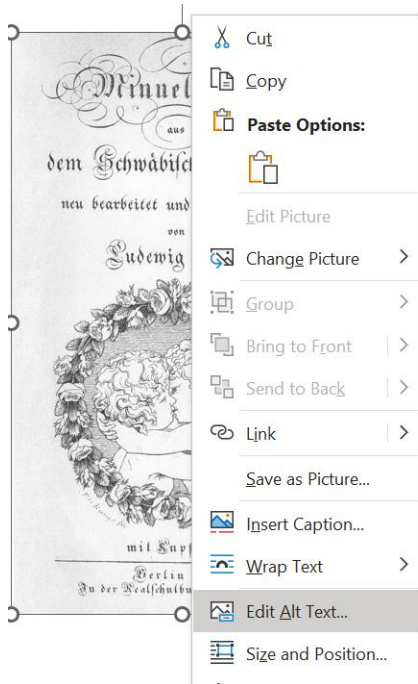 Minnel
aus
dem Schwäbisch
neu bearbeitet und
von
Ludewig
mit Kupf
Berlin
In der Realschulbu
Cut
Copy
Paste Options:
Edit Picture
Change Picture
Group
Bring to Front
Send to Back
Link
Save as Picture...
Insert Caption...
Wrap Text
Edit Alt Text...
Size and Position...